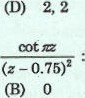 (D) 2, 2
cot πz
(z – 0.75)² :
(B) 0